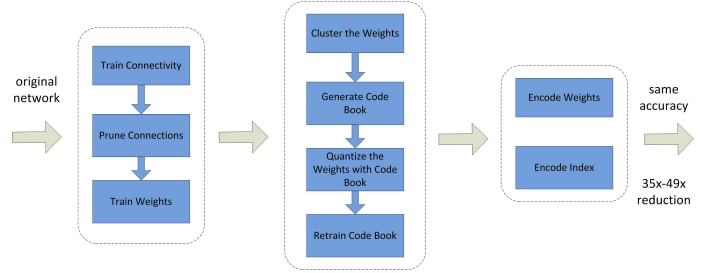 original
network
Train Connectivity
Prune Connections
Train Weights
Cluster the Weights
Generate Code
Book
Quantize the
Weights with Code
Book
Retrain Code Book
Encode Weights
Encode Index
same
accuracy
35x-49x
reduction